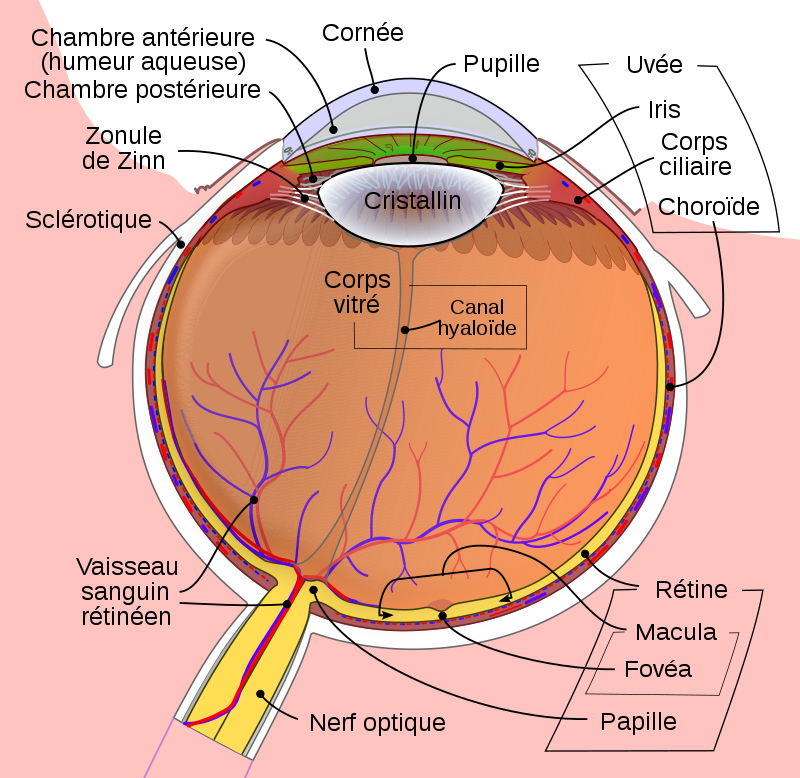 Chambre antérieure
(humeur aqueuse)
Chambre postérieure
Cornée
Pupille
Uvée
Iris
Corps
ciliaire
Choroïde
Zonule
de Zinn
Sclérotique
Cristallin
Corps
vitré
Canal
hyaloïde
Vaisseau
sanguin
rétinéen
Nerf optique
Rétine
Macula
Fovéa
Papille